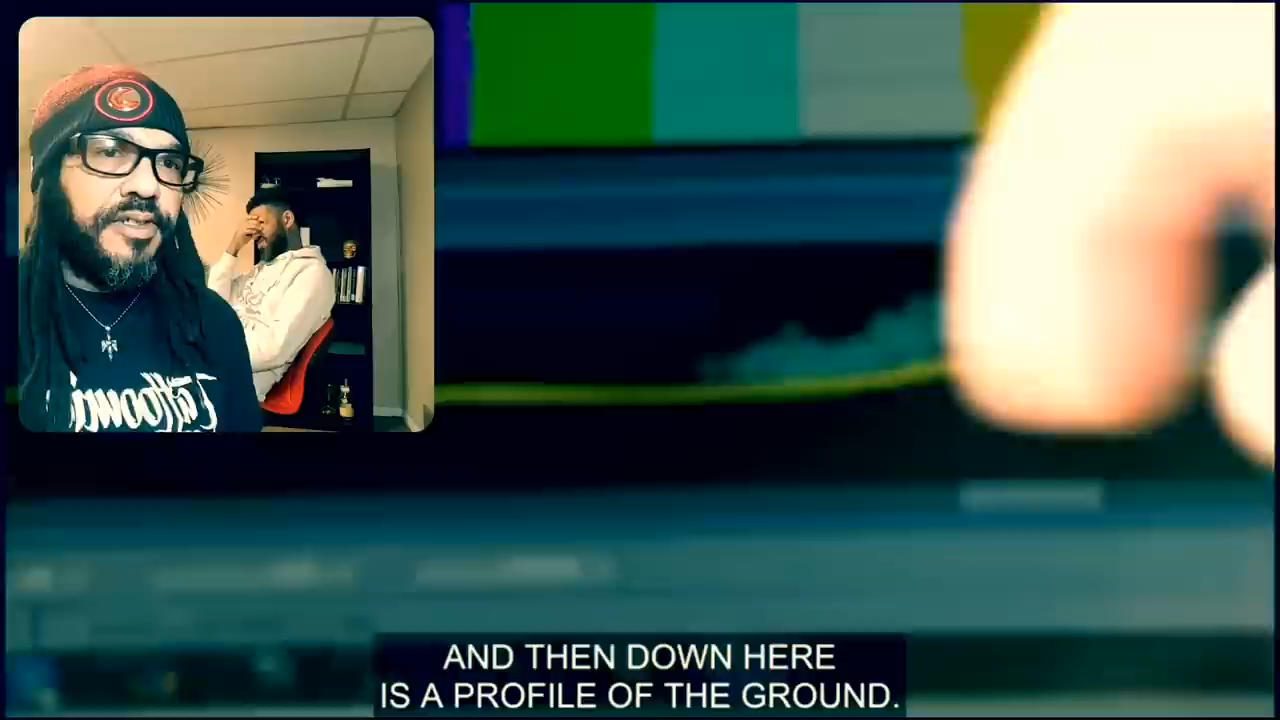 AND THEN DOWN HERE
IS A PROFILE OF THE GROUND.